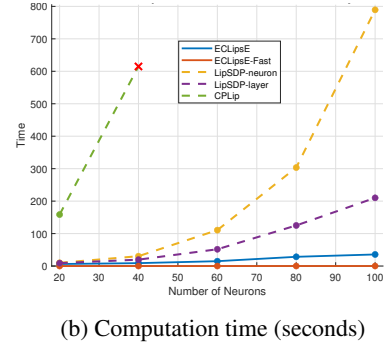 800
700
600
500
400
300
200
100
0
Time
ECLipsE
ECLipsE-Fast
LipSDP-neuron
LipSDP-layer
CPLip
20 30 40 50 60 70 80 90 100
Number of Neurons
(b) Computation time (seconds)